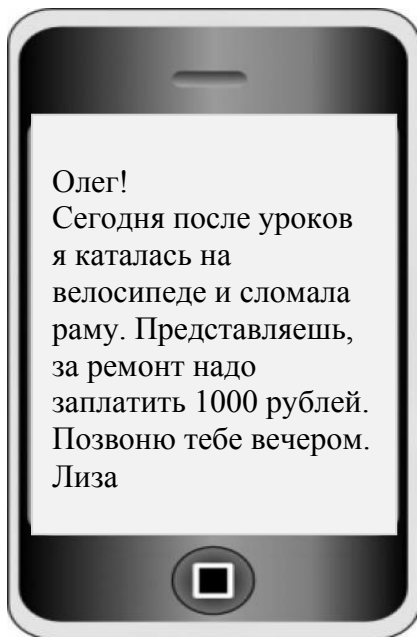 Олег!
Сегодня после уроков
я каталась на
велосипеде и сломала
раму. Представляешь,
за ремонт надо
заплатить 1000 рублей.
Позвоню тебе вечером.
Лиза